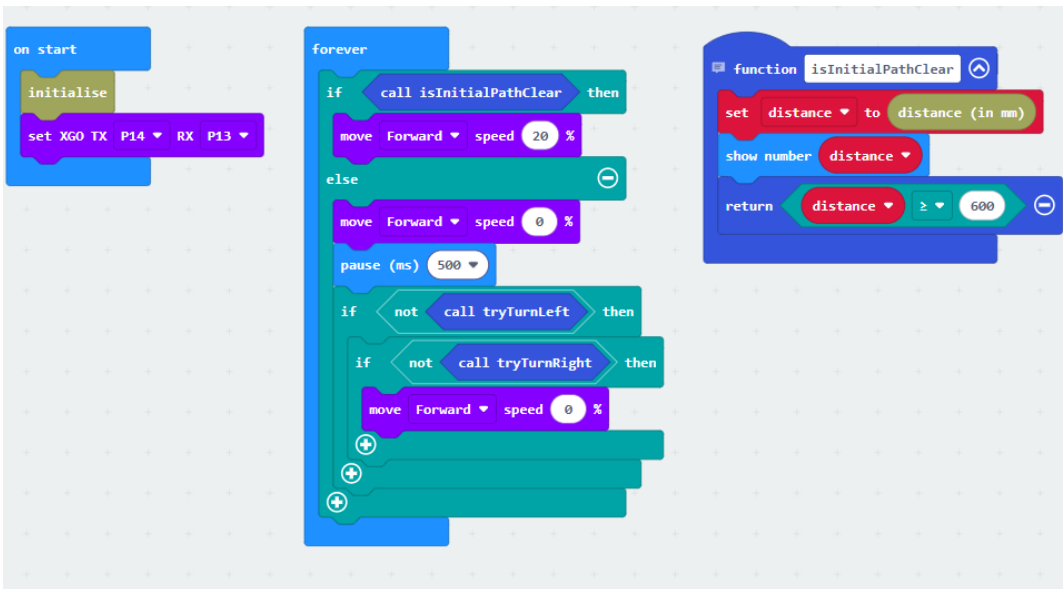 on start
initialise
set XGO TX P14 RX P13
forever
if call isInitialPathClear then
move Forward speed 20 %
else
move Forward speed 0 %
pause (ms) 500
if not call tryTurnLeft then
if not call tryTurnRight then
move Forward speed 0 %
function isInitialPathClear
set distance to distance (in mm)
show number distance
return distance ≥ 600